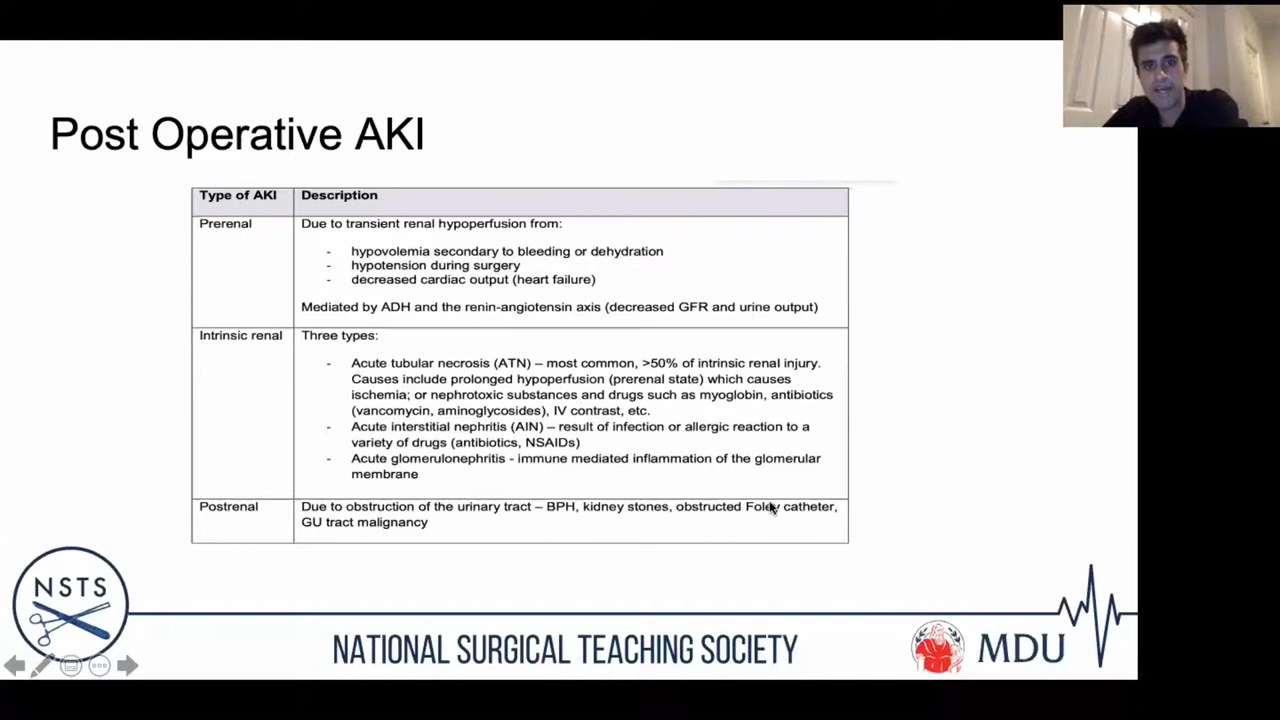 Post Operative AKI
Type of AKI
Description
Prerenal
Due to transient renal hypoperfusion from:
- hypovolemia secondary to bleeding or dehydration
- hypotension during surgery
- decreased cardiac output (heart failure)
Mediated by ADH and the renin-angiotensin axis (decreased GFR and urine output)
Intrinsic renal
Three types:
- Acute tubular necrosis (ATN) – most common, >50% of intrinsic renal injury.
Causes include prolonged hypoperfusion (prerenal state) which causes
ischemia; or nephrotoxic substances and drugs such as myoglobin, antibiotics
(vancomycin, aminoglycosides), IV contrast, etc.
- Acute interstitial nephritis (AIN) – result of infection or allergic reaction to a
variety of drugs (antibiotics, NSAIDs)
- Acute glomerulonephritis - immune mediated inflammation of the glomerular
membrane
Postrenal
Due to obstruction of the urinary tract – BPH, kidney stones, obstructed Foley catheter,
GU tract malignancy
NSTS
NATIONAL SURGICAL TEACHING SOCIETY
MDU